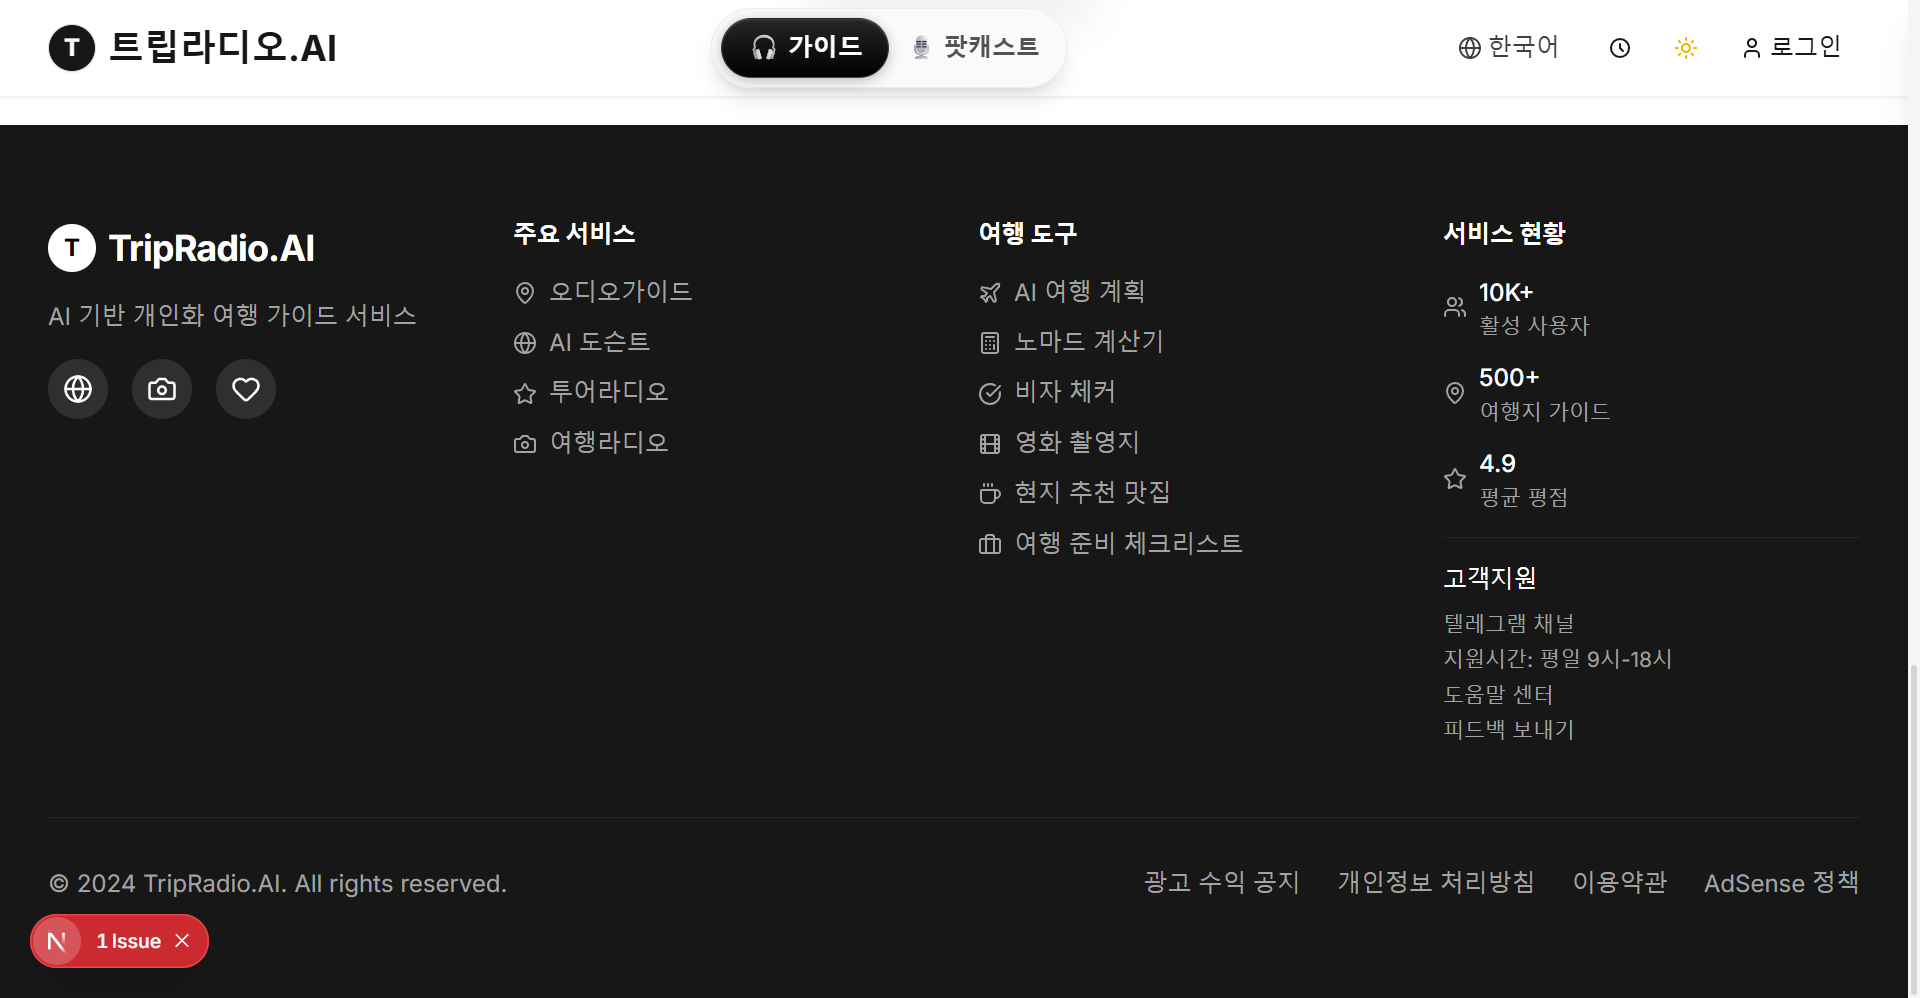 T 트립라디오.AI
가이드
팟캐스트
한국어
로그인
T TripRadio.AI
AI 기반 개인화 여행 가이드 서비스
주요 서비스
오디오가이드
AI 도슨트
투어라디오
여행라디오
여행 도구
AI 여행 계획
노마드 계산기
비자 체커
영화 촬영지
현지 추천 맛집
여행 준비 체크리스트
서비스 현황
10K+
활성 사용자
500+
여행지 가이드
4.9
평균 평점
고객지원
텔레그램 채널
지원시간: 평일 9시-18시
도움말 센터
피드백 보내기
© 2024 TripRadio.AI. All rights reserved.
광고 수익 공지
개인정보 처리방침
이용약관
AdSense 정책
N 1 Issue